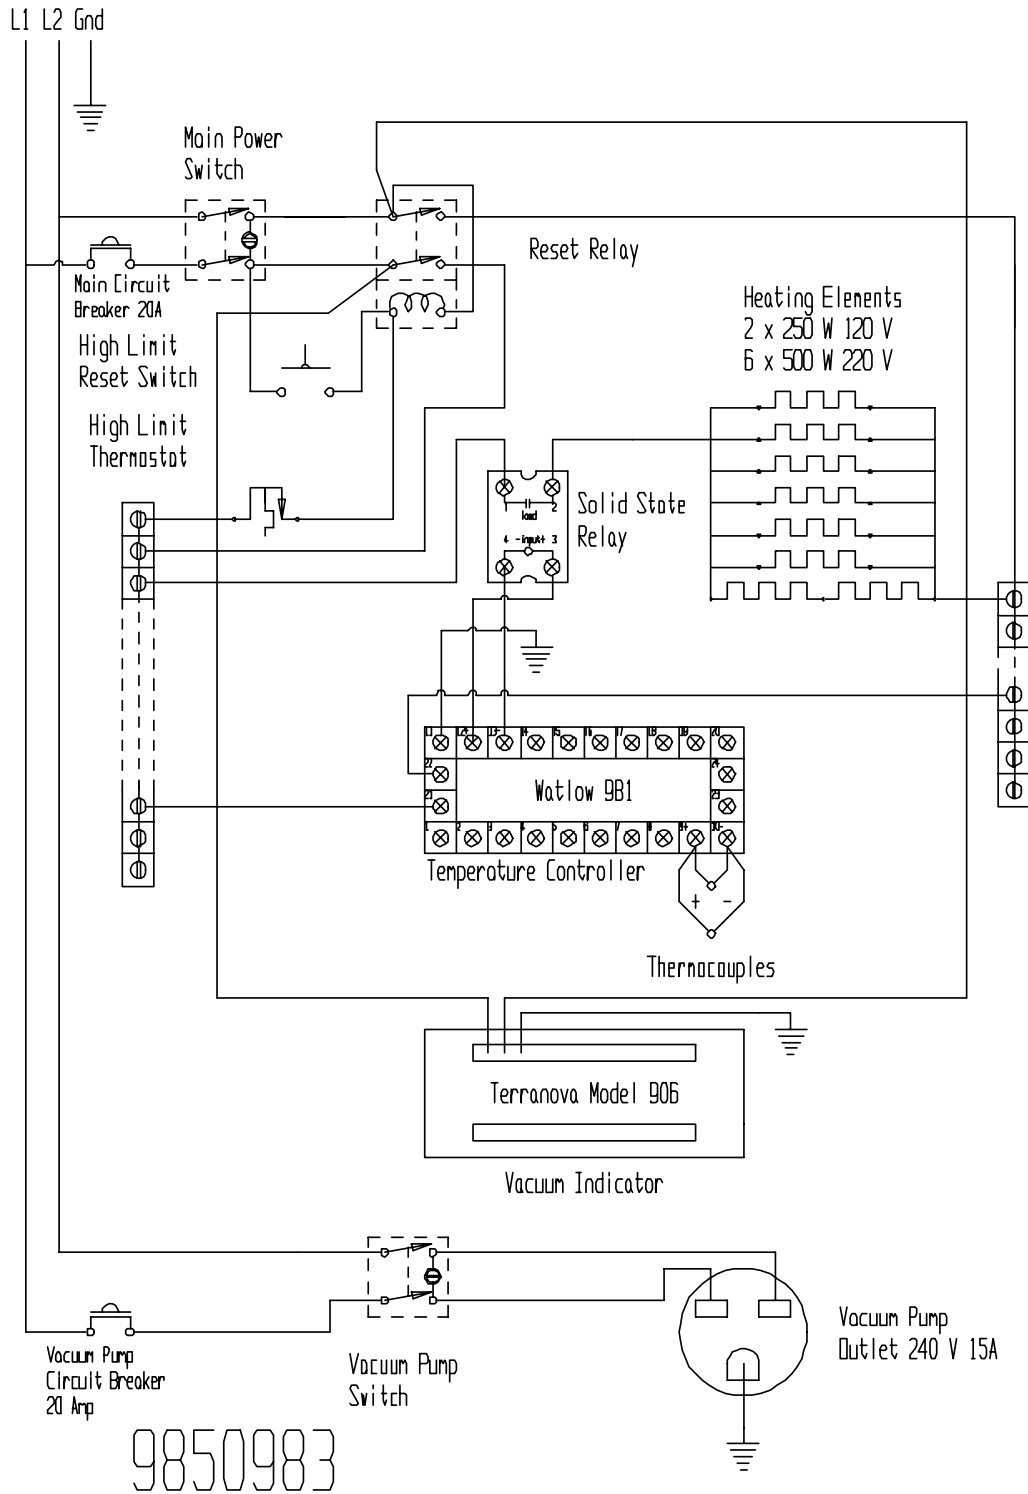 L1 L2 Gnd
Main Power
Switch
Reset Relay
Main Circuit
Breaker 20A
Heating Elements
2 x 250 W 120 V
6 x 500 W 220 V
High Limit
Reset Switch
High Limit
Thermostat
1 2
load
4 -input+ 3
Solid State
Relay
11 12+ 13- 14 15 16 17 18 19 20
22 24
Watlow 981
21 23
1 2 3 4 5 6 7 8 9+ 10-
Temperature Controller
+ -
Thermocouples
Terranova Model 906
Vacuum Indicator
Vacuum Pump
Outlet 240 V 15A
Vacuum Pump
Circuit Breaker
20 Amp
Vacuum Pump
Switch
9850983